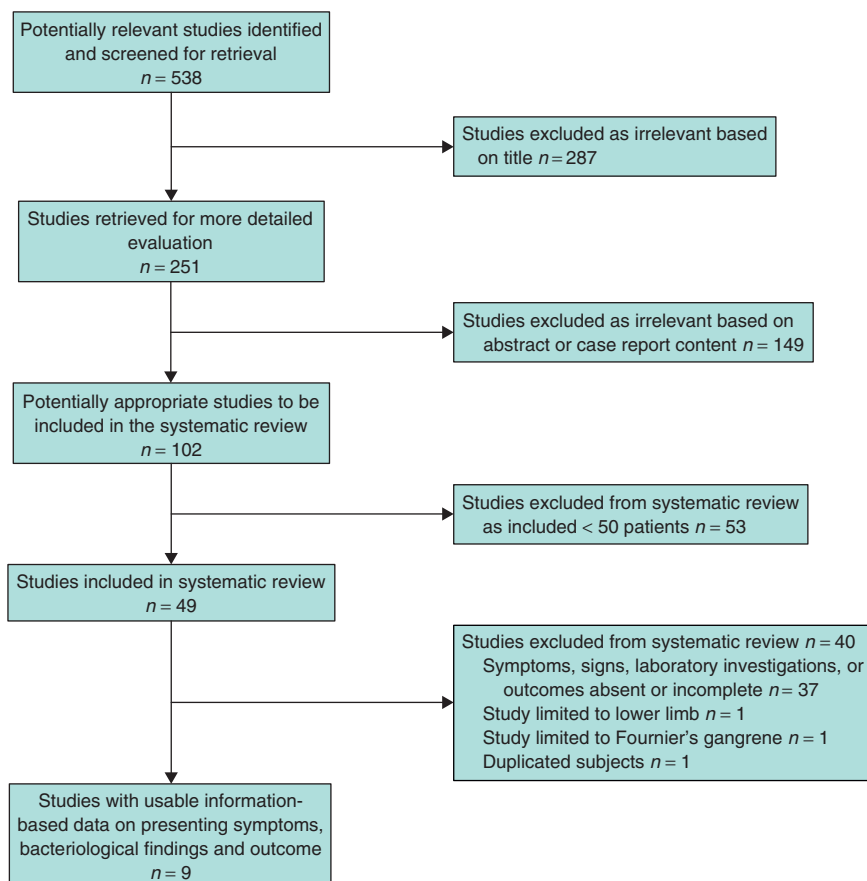 Potentially relevant studies identified
and screened for retrieval
n = 538
Studies excluded as irrelevant based
on title n = 287
Studies retrieved for more detailed
evaluation
n = 251
Studies excluded as irrelevant based on
abstract or case report content n = 149
Potentially appropriate studies to be
included in the systematic review
n = 102
Studies excluded from systematic review
as included < 50 patients n = 53
Studies included in systematic review
n = 49
Studies excluded from systematic review n = 40
Symptoms, signs, laboratory investigations, or
outcomes absent or incomplete n = 37
Study limited to lower limb n = 1
Study limited to Fournier's gangrene n = 1
Duplicated subjects n = 1
Studies with usable information-
based data on presenting symptoms,
bacteriological findings and outcome
n = 9